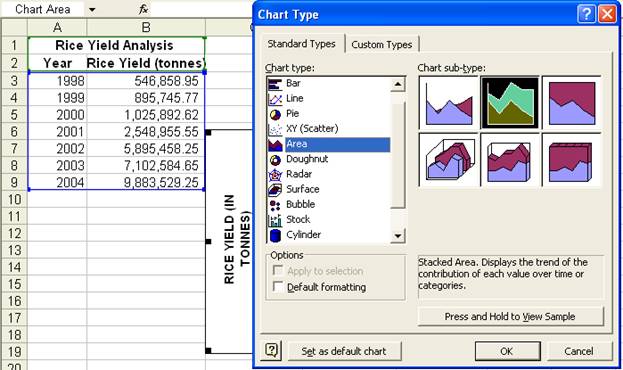 Chart Area
fx
A
B
1
Rice Yield Analysis
2
Year
Rice Yield (tonnes)
3
1998
546,858.95
4
1999
895,745.77
5
2000
1,025,892.62
6
2001
2,548,955.55
7
2002
5,895,458.25
8
2003
7,102,584.65
9
2004
9,883,529.25
10
11
12
13
14
15
16
17
18
19
20
RICE YIELD (IN
TONNES)
Chart Type
Standard Types
Custom Types
Chart type:
Bar
Line
Pie
XY (Scatter)
Area
Doughnut
Radar
Surface
Bubble
Stock
Cylinder
Chart sub-type:
Options
Apply to selection
Default formatting
Stacked Area. Displays the trend of the
contribution of each value over time or
categories.
Press and Hold to View Sample
Set as default chart
OK
Cancel